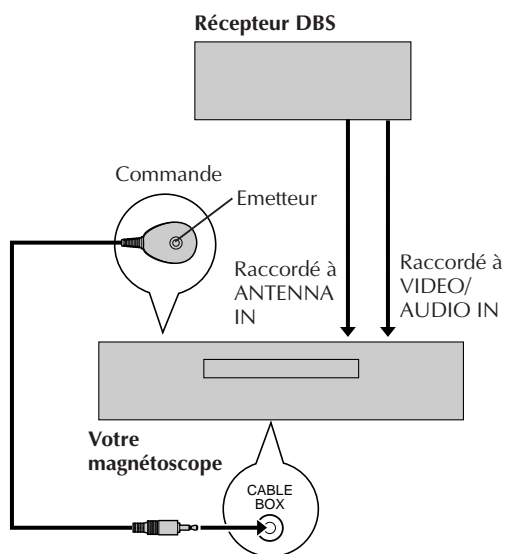 Récepteur DBS
Commande
Emetteur
Raccordé à
ANTENNA
IN
Raccordé à
VIDEO/
AUDIO IN
Votre
magnétoscope
CABLE
BOX